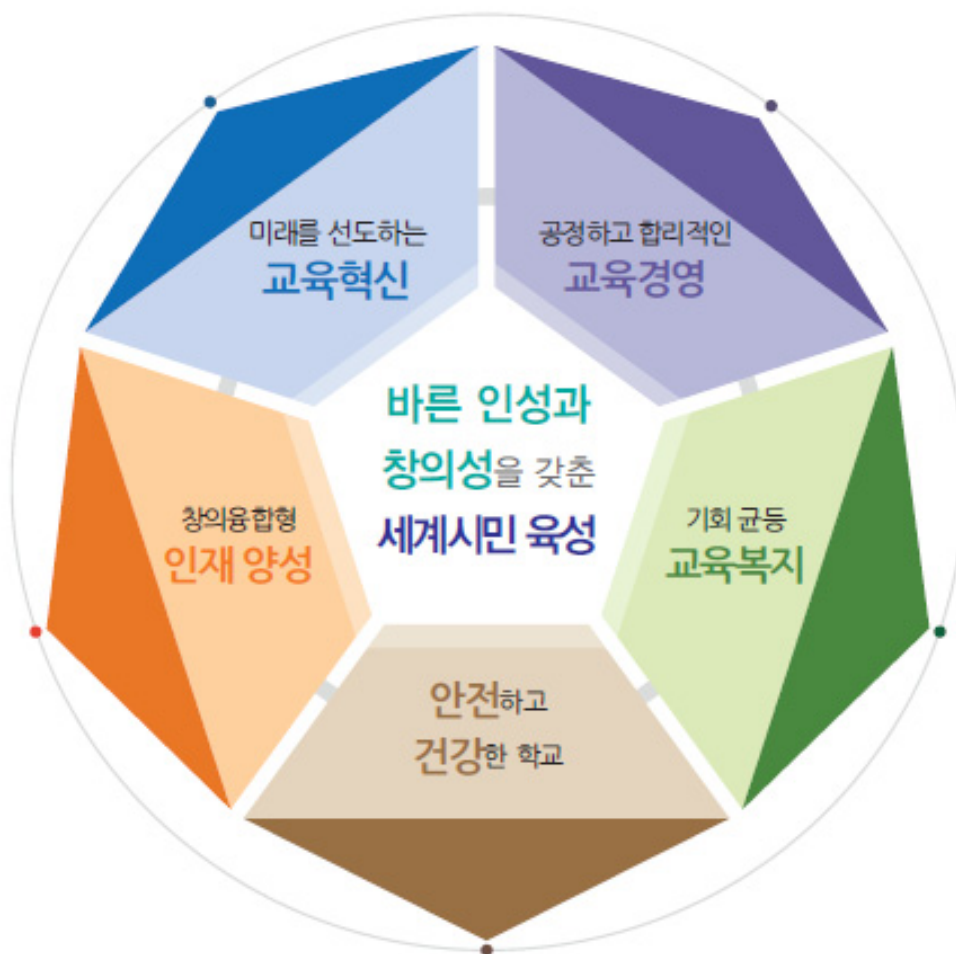 미래를 선도하는
교육혁신
공정하고 합리적인
교육경영
바른 인성과
창의성을 갖춘
세계시민 육성
창의융합형
인재 양성
기회 균등
교육복지
안전하고
건강한 학교